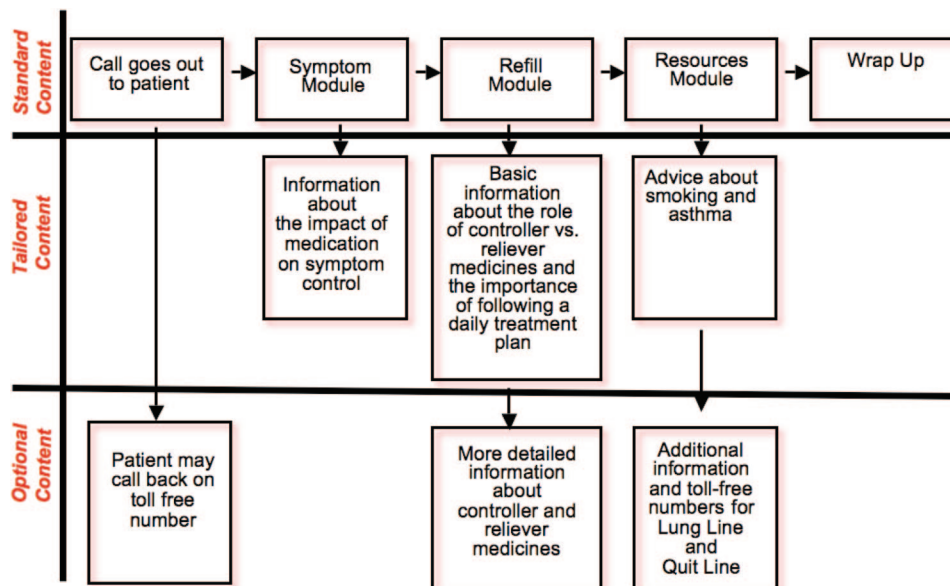 Standard
Content
Call goes out
to patient
Symptom
Module
Refill
Module
Resources
Module
Wrap Up
Tailored
Content
Information
about
the impact of
medication
on symptom
control
Basic
information
about the role
of controller vs.
reliever
medicines and
the importance
of following a
daily treatment
plan
Advice about
smoking and
asthma
Optional
Content
Patient may
call back on
toll free
number
More detailed
information
about
controller and
reliever
medicines
Additional
information
and toll-free
numbers for
Lung Line
and
Quit Line